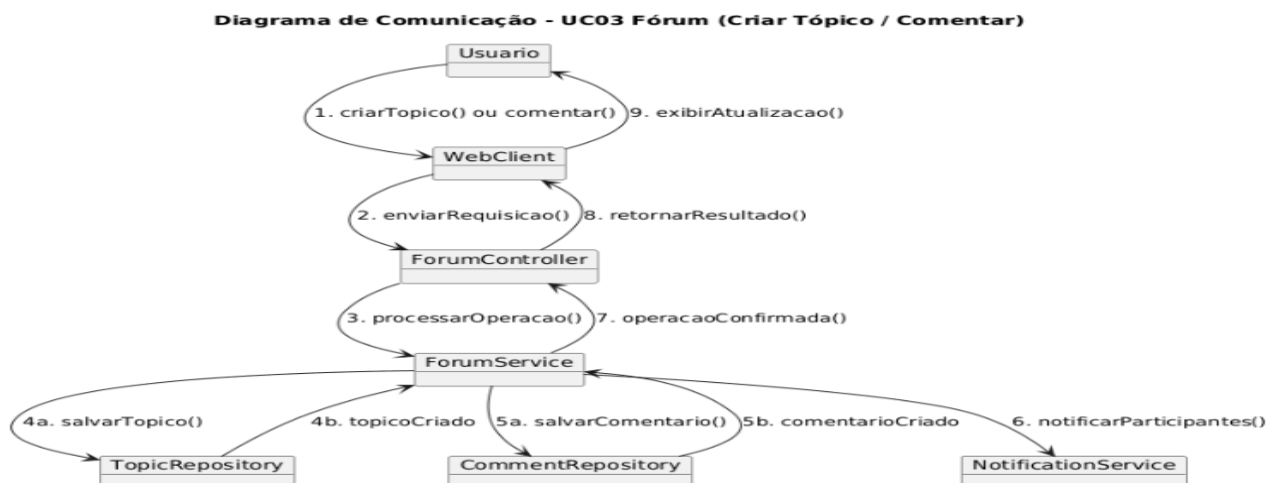 Diagrama de Comunicação - UC03 Fórum (Criar Tópico / Comentar)
Usuario
1. criarTopico() ou comentar()
9. exibirAtualizacao()
WebClient
2. enviarRequisicao()
8. retornarResultado()
ForumController
3. processarOperacao()
7. operacaoConfirmada()
ForumService
4a. salvarTopico()
4b. topicoCriado
5a. salvarComentario()
5b. comentarioCriado
6. notificarParticipantes()
TopicRepository
CommentRepository
NotificationService